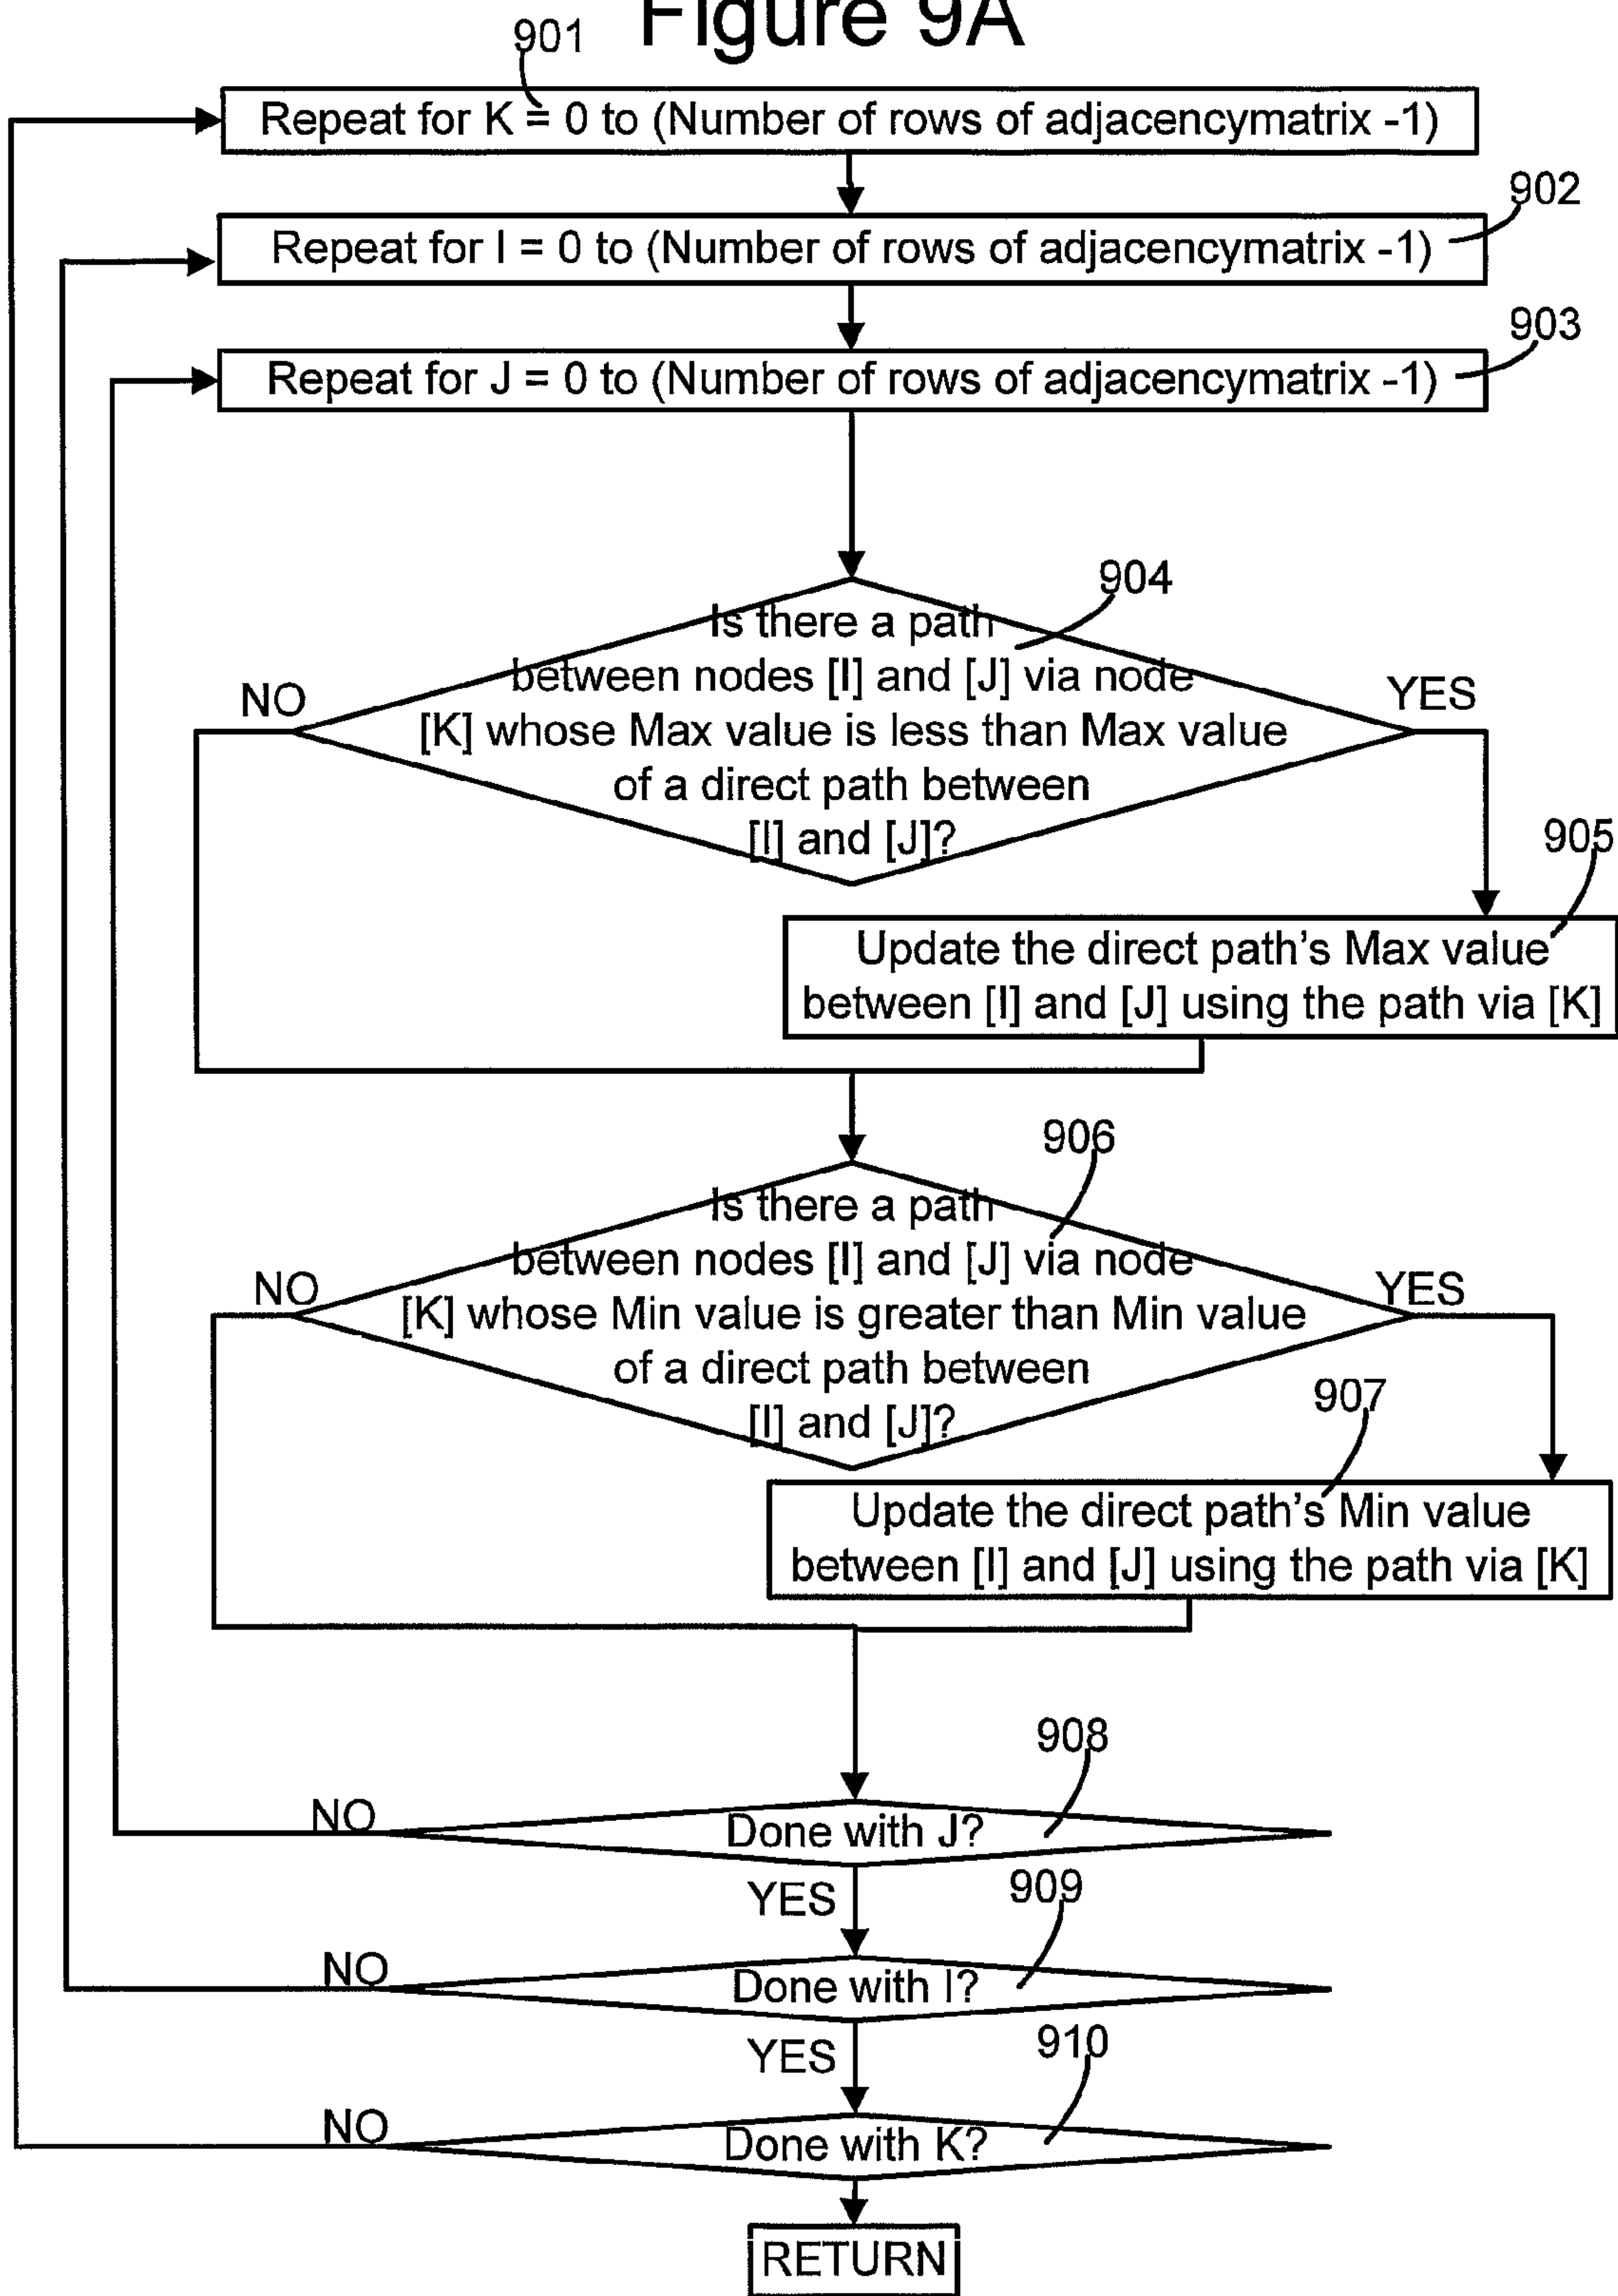 Figure 9A
901
Repeat for K = 0 to (Number of rows of adjacencymatrix -1)
902
Repeat for I = 0 to (Number of rows of adjacencymatrix -1)
903
Repeat for J = 0 to (Number of rows of adjacencymatrix -1)
904
Is there a path
between nodes [I] and [J] via node
[K] whose Max value is less than Max value
of a direct path between
[I] and [J]?
NO
YES
905
Update the direct path's Max value
between [I] and [J] using the path via [K]
906
Is there a path
between nodes [I] and [J] via node
[K] whose Min value is greater than Min value
of a direct path between
[I] and [J]?
NO
YES
907
Update the direct path's Min value
between [I] and [J] using the path via [K]
908
NO
Done with J?
YES
909
NO
Done with I?
YES
910
NO
Done with K?
RETURN